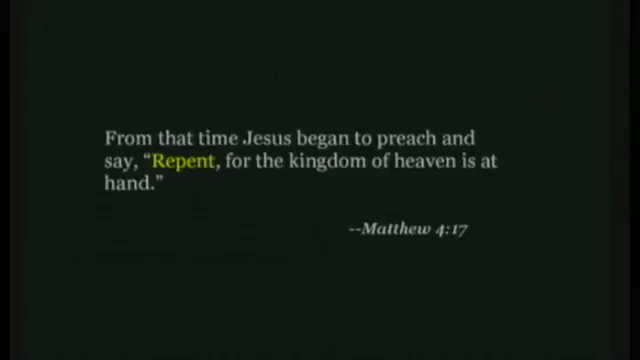 From that time Jesus began to preach and
say, “Repent, for the kingdom of heaven is at
hand.”
--Matthew 4:17